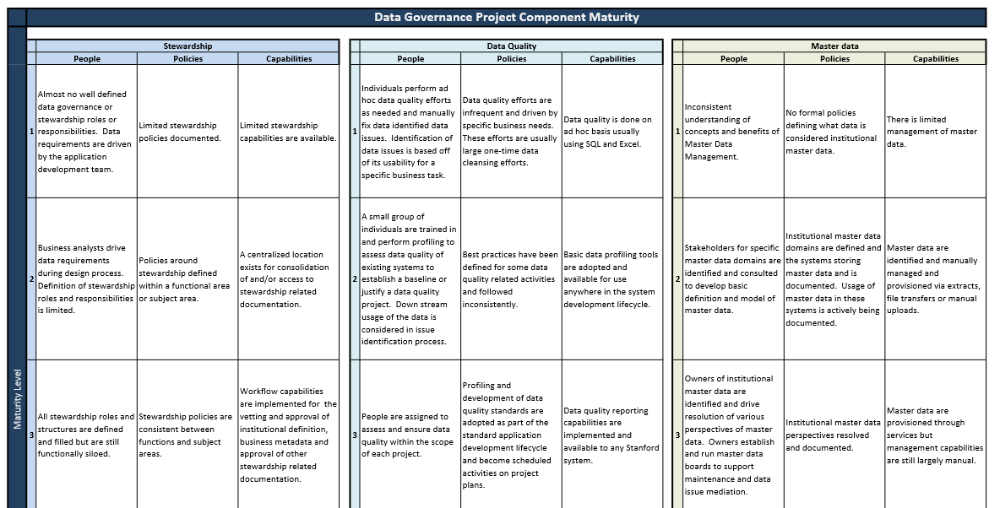 Data Governance Project Component Maturity
Maturity Level
Stewardship
People
Policies
Capabilities
1
Almost no well defined
data governance or
stewardship roles or
responsibilities.  Data
requirements are driven
by the application
development team.
Limited stewardship
policies documented.
Limited stewardship
capabilities are available.
2
Business analysts drive
data requirements
during design process.
Definition of stewardship
roles and responsibilities
is limited.
Policies around
stewardship defined
within a functional area
or subject area.
A centralized location
exists for consolidation
of and/or access to
stewardship related
documentation.
3
All stewardship roles and
structures are defined
and filled but are still
functionally siloed.
Stewardship policies are
consistent between
functions and subject
areas.
Workflow capabilities
are implemented for  the
vetting and approval of
institutional definition,
business metadata and
approval of other
stewardship related
documentation.
Data Quality
People
Policies
Capabilities
1
Individuals perform ad
hoc data quality efforts
as needed and manually
fix data identified data
issues.  Identification of
data issues is based off
of its usability for a
specific business task.
Data quality efforts are
infrequent and driven by
specific business needs.
These efforts are usually
large one-time data
cleansing efforts.
Data quality is done on
ad hoc basis usually
using SQL and Excel.
2
A small group of
individuals are trained in
and perform profiling to
assess data quality of
existing systems to
establish a baseline or
justify a data quality
project.  Down stream
usage of the data is
considered in issue
identification process.
Best practices have been
defined for some data
quality related activities
and followed
inconsistently.
Basic data profiling tools
are adopted and
available for use
anywhere in the system
development lifecycle.
3
People are assigned to
assess and ensure data
quality within the scope
of each project.
Profiling and
development of data
quality standards are
adopted as part of the
standard application
development lifecycle
and become scheduled
activities on project
plans.
Data quality reporting
capabilities are
implemented and
available to any Stanford
system.
Master data
People
Policies
Capabilities
1
Inconsistent
understanding of
concepts and benefits of
Master Data
Management.
No formal policies
defining what data is
considered institutional
master data.
There is limited
management of master
data.
2
Stakeholders for specific
master data domains are
identified and consulted
to develop basic
definition and model of
master data.
Institutional master data
domains are defined and
the systems storing
master data and is
documented.  Usage of
master data in these
systems is actively being
documented.
Master data are
identified and manually
managed and
provisioned via extracts,
file transfers or manual
uploads.
3
Owners of institutional
master data are
identified and drive
resolution of various
perspectives of master
data.  Owners establish
and run master data
boards to support
maintenance and data
issue mediation.
Institutional master data
perspectives resolved
and documented.
Master data are
provisioned through
services but
management capabilities
are still largely manual.